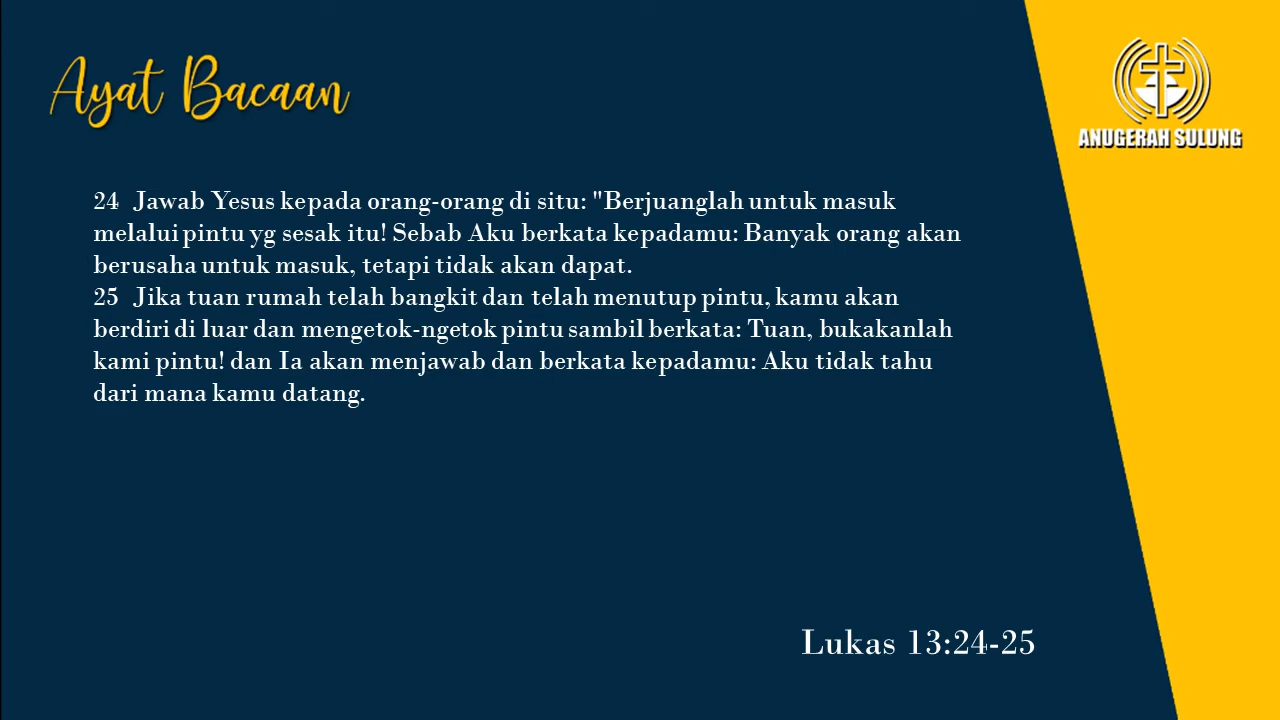 Ayat Bacaan
ANUGERAH SULUNG
24 Jawab Yesus kepada orang-orang di situ: "Berjuanglah untuk masuk
melalui pintu yg sesak itu! Sebab Aku berkata kepadamu: Banyak orang akan
berusaha untuk masuk, tetapi tidak akan dapat.
25 Jika tuan rumah telah bangkit dan telah menutup pintu, kamu akan
berdiri di luar dan mengetok-ngetok pintu sambil berkata: Tuan, bukakanlah
kami pintu! dan Ia akan menjawab dan berkata kepadamu: Aku tidak tahu
dari mana kamu datang.
Lukas 13:24-25